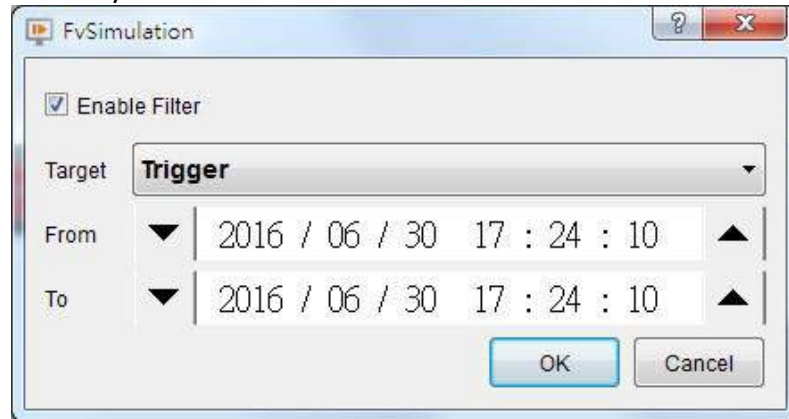 FvSimulation
Enable Filter
Target Trigger
From 2016 / 06 / 30 17 : 24 : 10
To 2016 / 06 / 30 17 : 24 : 10
OK Cancel